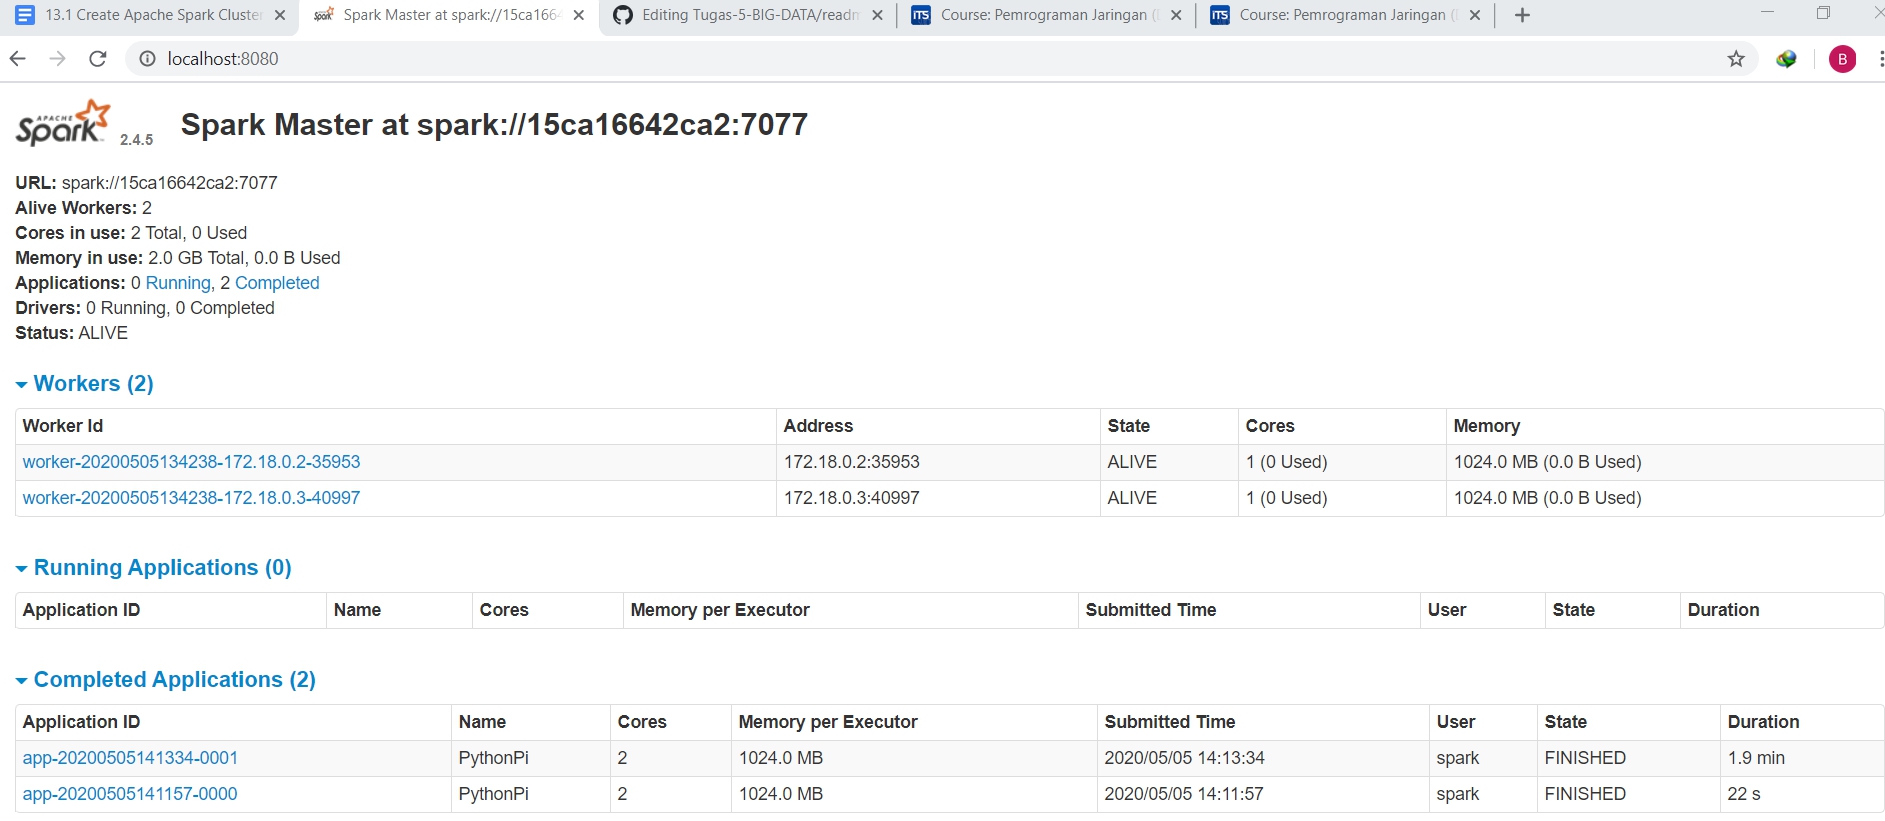 13.1 Create Apache Spark Cluster
Spark Master at spark://15ca1664
Editing Tugas-5-BIG-DATA/readm
Course: Pemrograman Jaringan (
Course: Pemrograman Jaringan (
localhost:8080
B
APACHE
Spark
2.4.5
Spark Master at spark://15ca16642ca2:7077
URL: spark://15ca16642ca2:7077
Alive Workers: 2
Cores in use: 2 Total, 0 Used
Memory in use: 2.0 GB Total, 0.0 B Used
Applications: 0 Running, 2 Completed
Drivers: 0 Running, 0 Completed
Status: ALIVE
Workers (2)
Worker Id Address State Cores Memory
worker-20200505134238-172.18.0.2-35953 172.18.0.2:35953 ALIVE 1 (0 Used) 1024.0 MB (0.0 B Used)
worker-20200505134238-172.18.0.3-40997 172.18.0.3:40997 ALIVE 1 (0 Used) 1024.0 MB (0.0 B Used)
Running Applications (0)
Application ID Name Cores Memory per Executor Submitted Time User State Duration
Completed Applications (2)
Application ID Name Cores Memory per Executor Submitted Time User State Duration
app-20200505141334-0001 PythonPi 2 1024.0 MB 2020/05/05 14:13:34 spark FINISHED 1.9 min
app-20200505141157-0000 PythonPi 2 1024.0 MB 2020/05/05 14:11:57 spark FINISHED 22 s